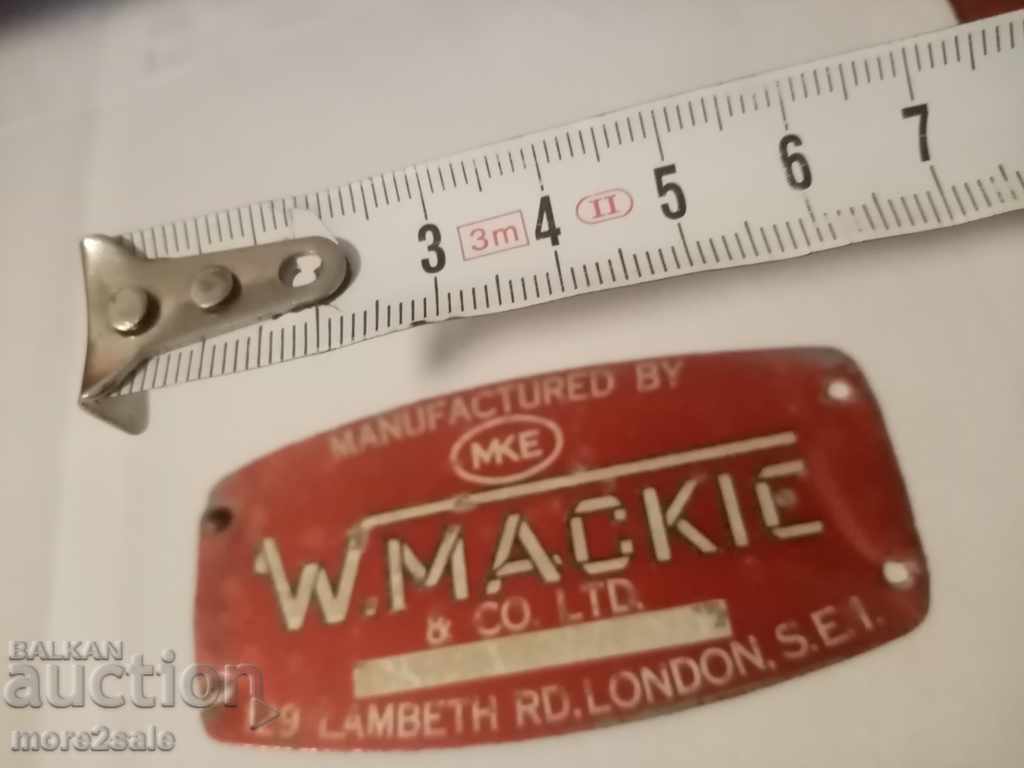 3 3m 4 II 5 6 7
MANUFACTURED BY
MKE
W. MACKIE
& CO. LTD.
129 LAMBETH RD. LONDON. S.E.1.
BALKAN
auction
more2sale